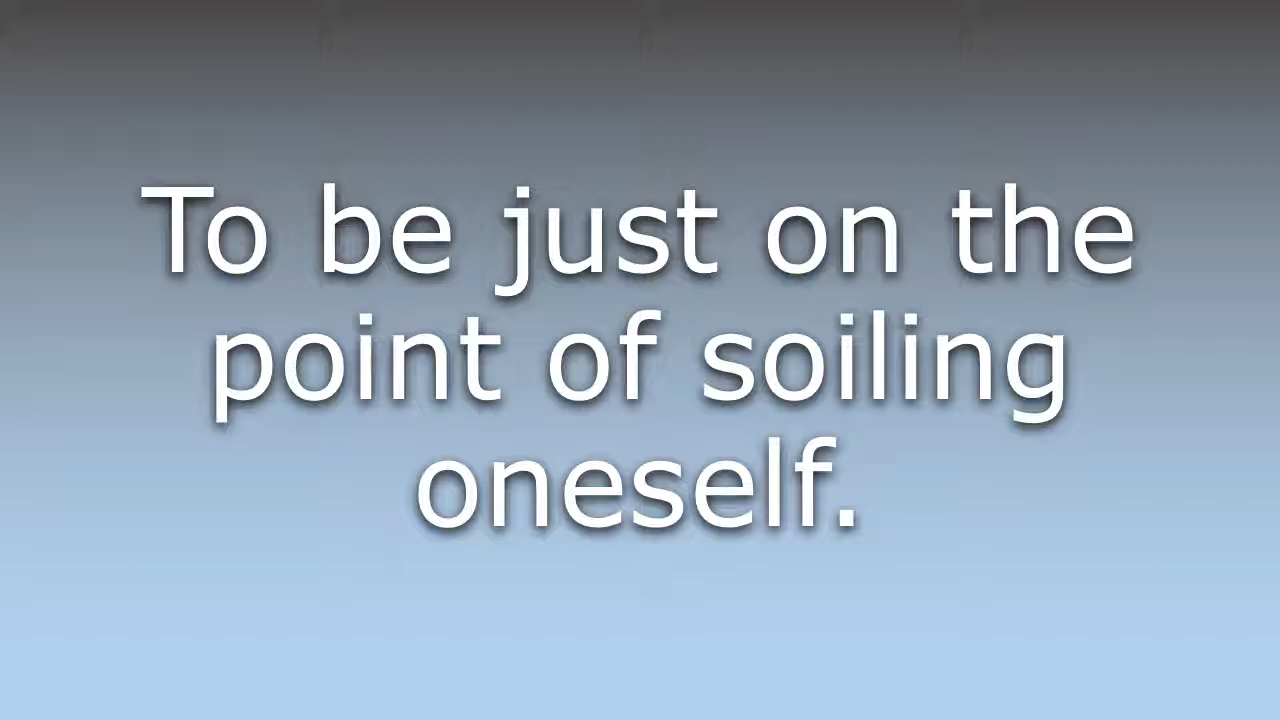 To be just on the
point of soiling
oneself.